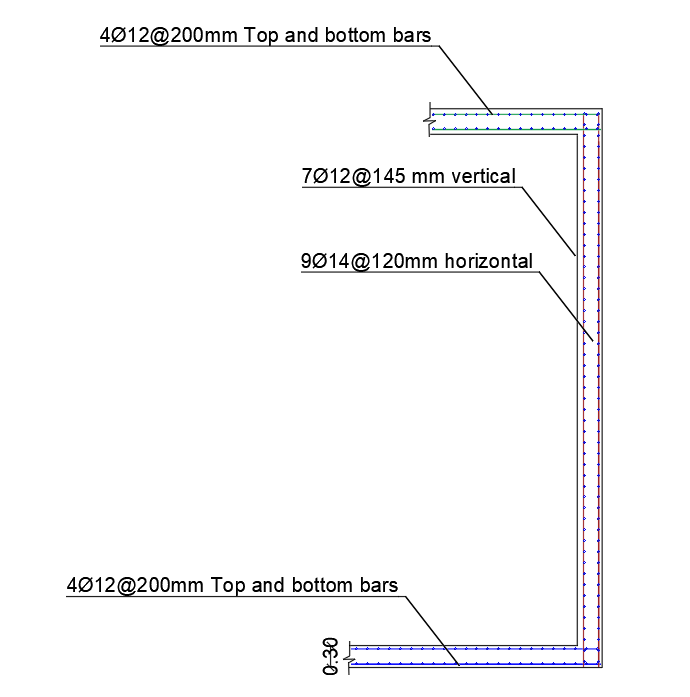 4Ø12@200mm Top and bottom bars
7Ø12@145 mm vertical
9Ø14@120mm horizontal
4Ø12@200mm Top and bottom bars
0.30